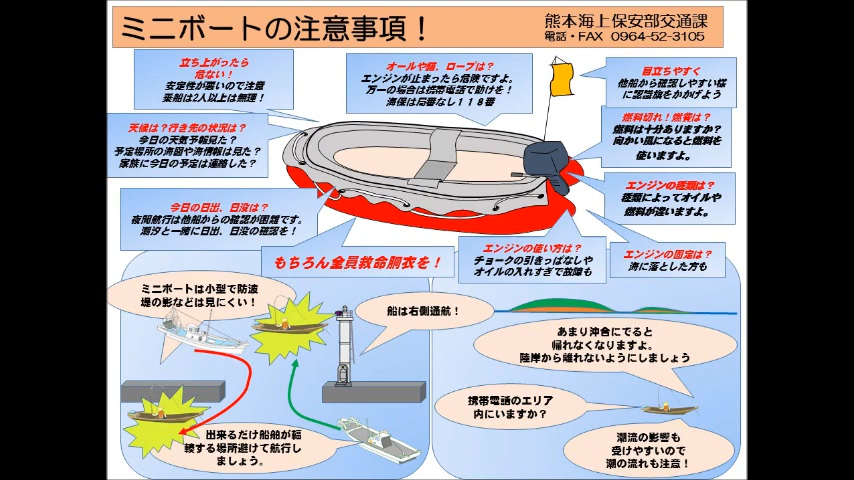 ミニボートの注意事項！
熊本海上保安部交通課
電話・FAX 0964-52-3105
立ち上がったら
危ない！
安定性が悪いので注意
乗船は2人以上は無理！
オールや錨、ロープは？
エンジンが止まったら危険ですよ。
万一の場合は携帯電話で助けを！
海保は局番なし１１８番
目立ちやすく
他船から確認しやすい様
に認識旗をかかげよう
天候は？行き先の状況は？
今日の天気予報見た？
予定場所の海図や海情報は見た？
家族に今日の予定は連絡した？
燃料切れ！燃費は？
燃料は十分ありますか？
向かい風になると燃料を
使いますよ。
エンジンの種類は？
種類によってオイルや
燃料が違いますよ。
今日の日出、日没は？
夜間航行は他船からの確認が困難です。
潮汐と一緒に日出、日没の確認を！
もちろん全員救命胴衣を！
エンジンの使い方は？
チョークの引きっぱなしや
オイルの入れすぎで故障も
エンジンの固定は？
海に落とした方も
ミニボートは小型で防波
堤の影などは見にくい！
船は右側通航！
出来るだけ船舶が輻
輳する場所避けて航行し
ましょう。
あまり沖合にでると
帰れなくなりますよ。
陸岸から離れないようにしましょう
携帯電話のエリア
内にいますか？
潮流の影響も
受けやすいので
潮の流れも注意！